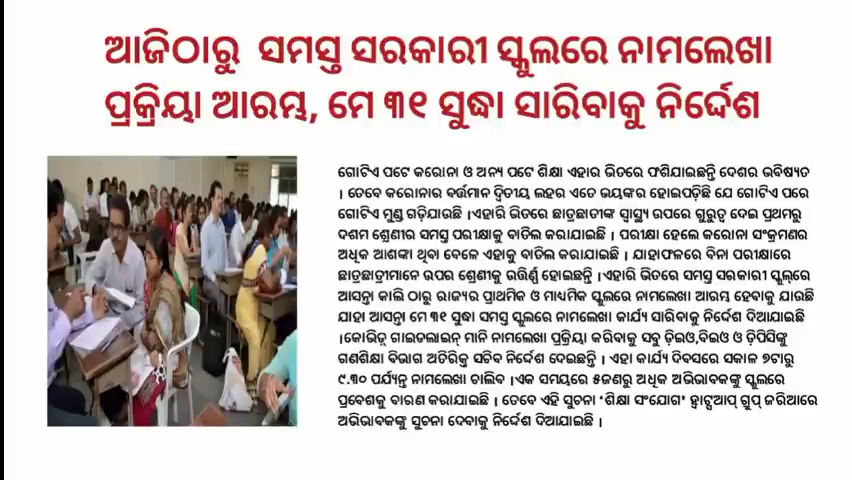 ଆଜିଠାରୁ ସମସ୍ତ ସରକାରୀ ସ୍କୁଲରେ ନାମଲେଖା
ପ୍ରକ୍ରିୟା ଆରମ୍ଭ, ମେ ୩୧ ସୁଦ୍ଧା ସାରିବାକୁ ନିର୍ଦ୍ଦେଶ
ଗୋଟିଏ ପଟେ କରୋନା ଓ ଅନ୍ୟ ପଟେ ଶିକ୍ଷା ଏହାର ଭିତରେ ଫଶିଯାଇଛନ୍ତି ଦେଶର ଭବିଷ୍ୟତ
। ତେବେ କରୋନାର ବର୍ତ୍ତମାନ ଦ୍ୱିତୀୟ ଲହର ଏତେ ଭୟଙ୍କର ହୋଇପଡ଼ିଛି ଯେ ଗୋଟିଏ ପରେ
ଗୋଟିଏ ମୁଣ୍ଡ ଗଡ଼ିଯାଉଛି ।ଏହାରି ଭିତରେ ଛାତ୍ରଛାତ୍ରୀଙ୍କ ସ୍ୱାସ୍ଥ୍ୟ ଉପରେ ଗୁରୁତ୍ୱ ଦେଇ ପ୍ରଥମରୁ
ଦଶମ ଶ୍ରେଣୀର ସମସ୍ତ ପରୀକ୍ଷାକୁ ବାତିଲ କରାଯାଇଛି । ପରୀକ୍ଷା ହେଲେ କରୋନା ସଂକ୍ରମଣର
ଅଧିକ ଆଶଙ୍କା ଥିବା ବେଳେ ଏହାକୁ ବାତିଲ କରାଯାଇଛି । ଯାହାଫଳରେ ବିନା ପରୀକ୍ଷାରେ
ଛାତ୍ରଛାତ୍ରୀମାନେ ଉପର ଶ୍ରେଣୀକୁ ଉତ୍ତିର୍ଣ୍ଣ ହୋଇଛନ୍ତି ।ଏହାରି ଭିତରେ ସମସ୍ତ ସରକାରୀ ସ୍କୁଲ୍‌ରେ
ଆସନ୍ତା କାଲି ଠାରୁ ରାଜ୍ୟର ପ୍ରାଥମିକ ଓ ମାଧ୍ୟମିକ ସ୍କୁଲରେ ନାମଲେଖା ଆରମ୍ଭ ହେବାକୁ ଯାଉଛି
ଯାହା ଆସନ୍ତା ମେ ୩୧ ସୁଦ୍ଧା ସମସ୍ତ ସ୍କୁଲରେ ନାମଲେଖା କାର୍ଯ୍ୟ ସାରିବାକୁ ନିର୍ଦ୍ଦେଶ ଦିଆଯାଇଛି
।କୋଭିଡ୍ ଗାଇଡଲାଇନ୍ ମାନି ନାମଲେଖା ପ୍ରକ୍ରିୟା କରିବାକୁ ସବୁ ଡ଼ିଇଓ,ବିଇଓ ଓ ଡ଼ିପିସିଙ୍କୁ
ଗଣଶିକ୍ଷା ବିଭାଗ ଅତିରିକ୍ତ ସଚିବ ନିର୍ଦ୍ଦେଶ ଦେଇଛନ୍ତି । ଏହା କାର୍ଯ୍ୟ ଦିବସରେ ସକାଳ ୭ଟାରୁ
୯.୩୦ ପର୍ଯ୍ୟନ୍ତ ନାମଲେଖା ଚାଲିବ ।ଏକ ସମୟରେ ୫ଜଣରୁ ଅଧିକ ଅଭିଭାବକଙ୍କୁ ସ୍କୁଲରେ
ପ୍ରବେଶକୁ ବାରଣ କରାଯାଇଛି । ତେବେ ଏହି ସୁଚନା 'ଶିକ୍ଷା ସଂଯୋଗ' ହ୍ୱାଟ୍ସଆପ୍ ଗ୍ରୁପ୍ ଜରିଆରେ
ଅଭିଭାବକଙ୍କୁ ସୁଚନା ଦେବାକୁ ନିର୍ଦ୍ଦେଶ ଦିଆଯାଇଛି ।